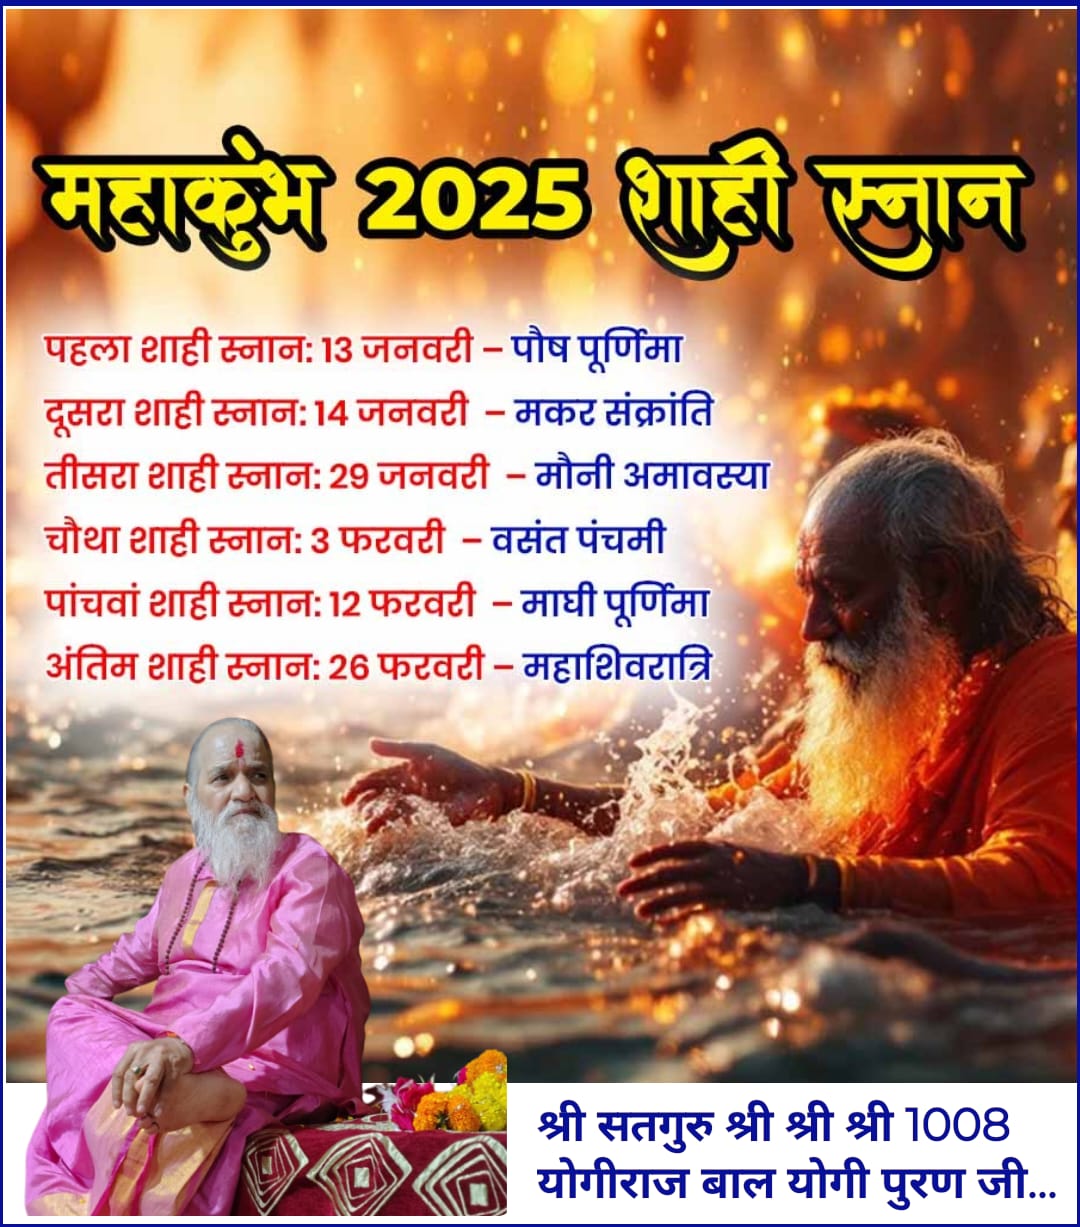 महाकुंभ 2025 शाही स्नान
पहला शाही स्नान: 13 जनवरी – पौष पूर्णिमा
दूसरा शाही स्नान: 14 जनवरी – मकर संक्रांति
तीसरा शाही स्नान: 29 जनवरी – मौनी अमावस्या
चौथा शाही स्नान: 3 फरवरी – वसंत पंचमी
पांचवां शाही स्नान: 12 फरवरी – माघी पूर्णिमा
अंतिम शाही स्नान: 26 फरवरी – महाशिवरात्रि
श्री सतगुरु श्री श्री श्री 1008
योगीराज बाल योगी पुरण जी...